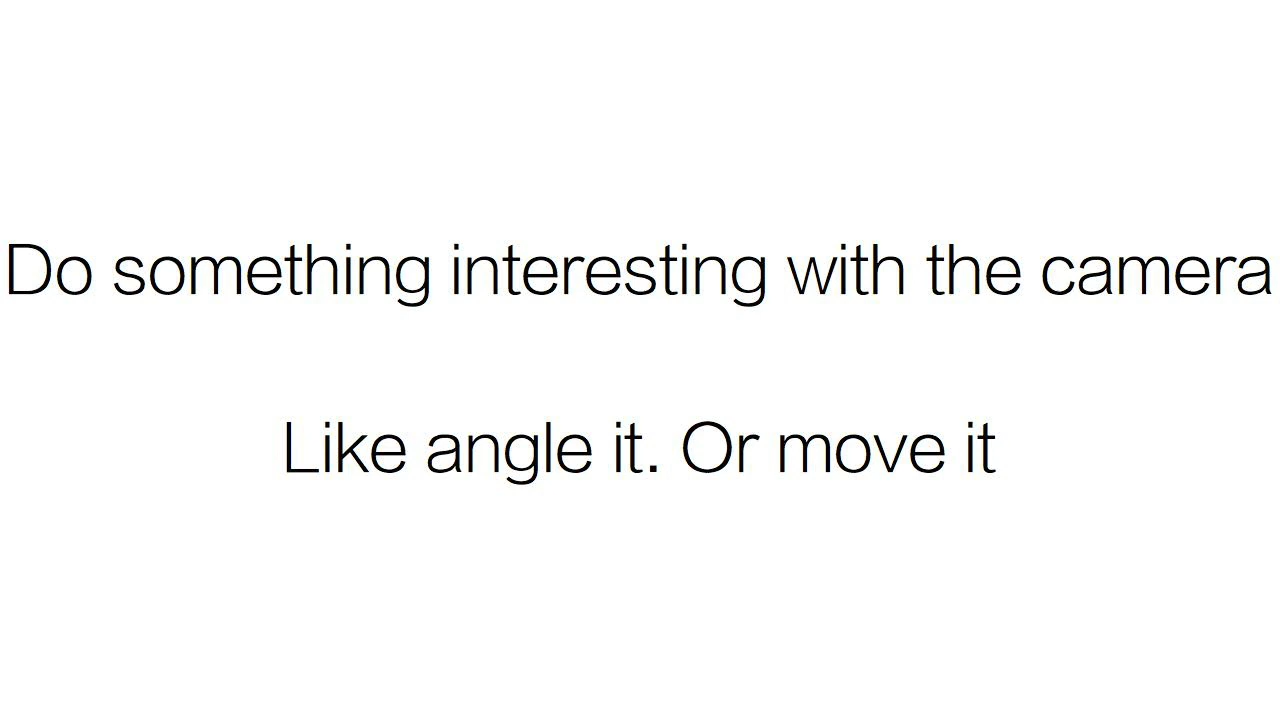 Do something interesting with the camera
Like angle it. Or move it